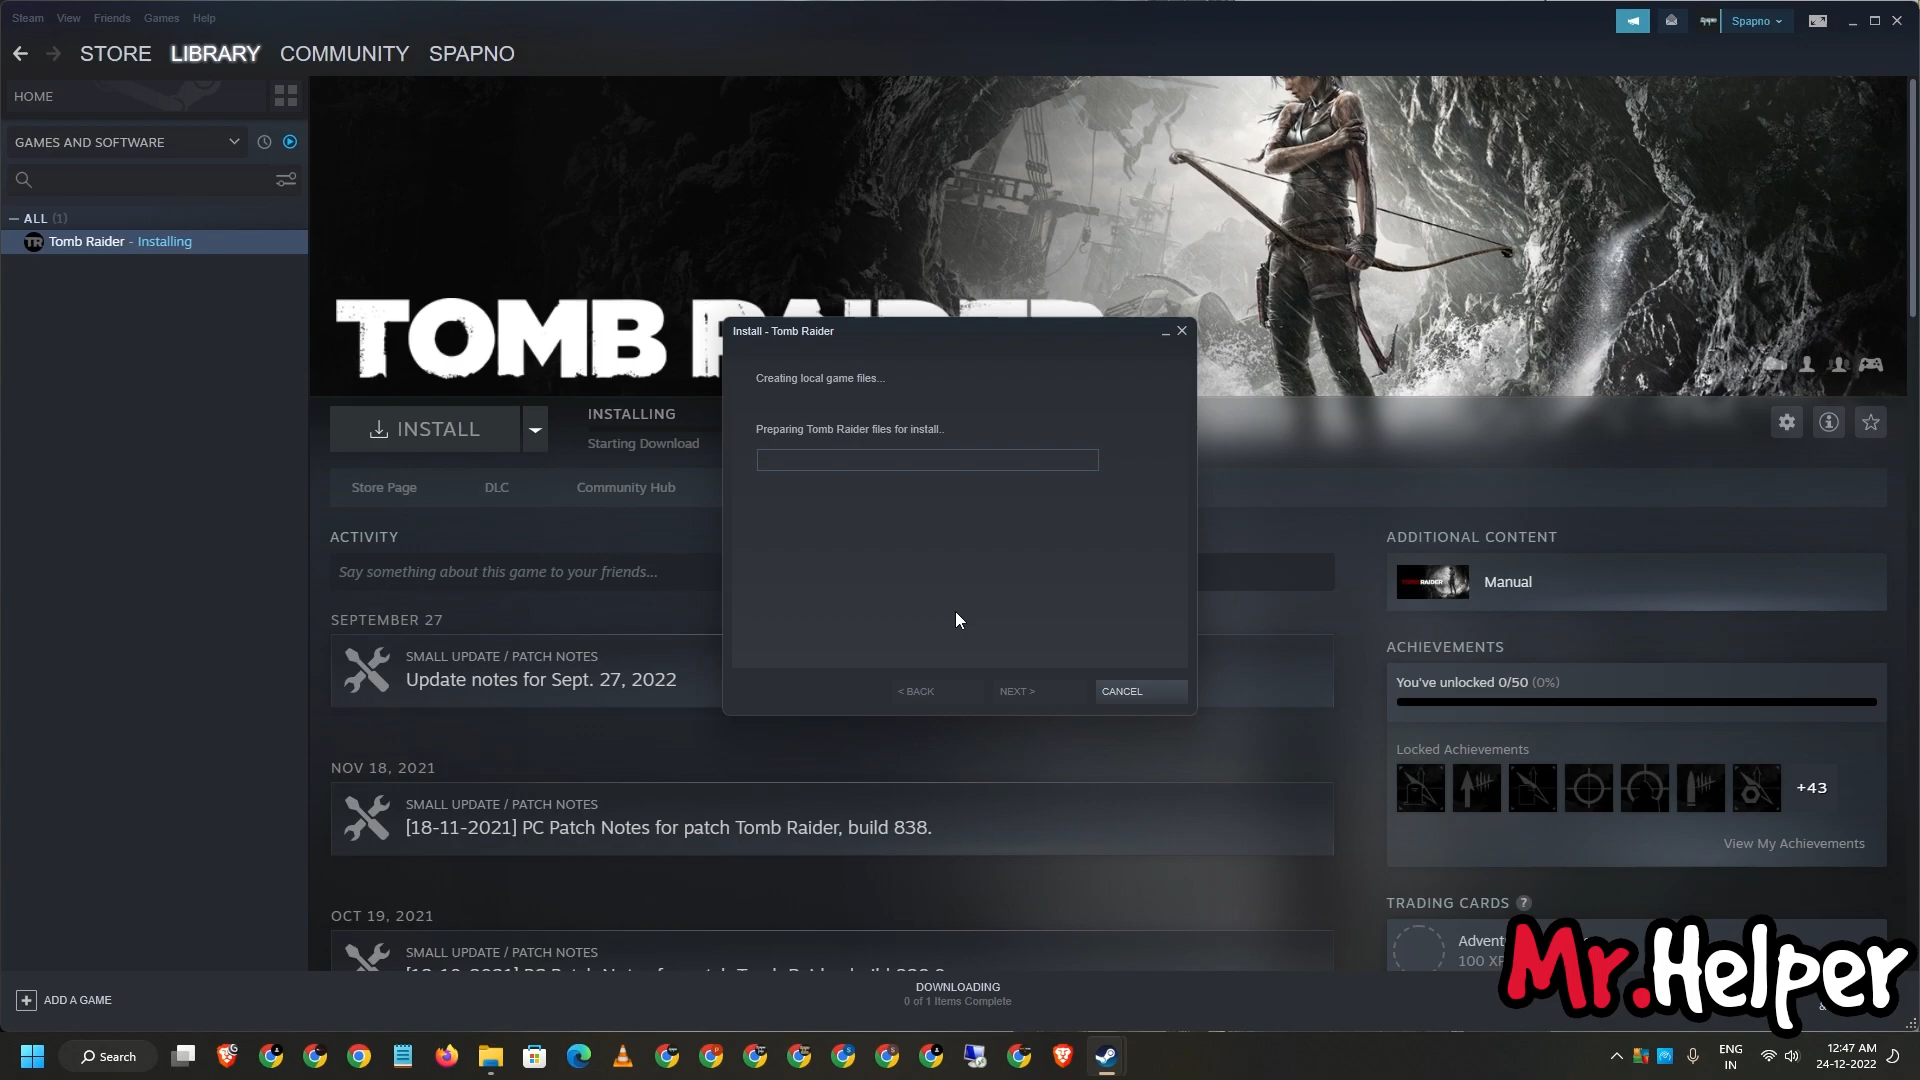 Steam View Friends Games Help
Spapno
STORE LIBRARY COMMUNITY SPAPNO
HOME
GAMES AND SOFTWARE
ALL (1)
TR Tomb Raider - Installing
TOMB
Install - Tomb Raider
Creating local game files...
Preparing Tomb Raider files for install..
< BACK NEXT > CANCEL
INSTALL
INSTALLING
Starting Download
Store Page DLC Community Hub
ACTIVITY
Say something about this game to your friends...
SEPTEMBER 27
SMALL UPDATE / PATCH NOTES
Update notes for Sept. 27, 2022
NOV 18, 2021
SMALL UPDATE / PATCH NOTES
[18-11-2021] PC Patch Notes for patch Tomb Raider, build 838.
OCT 19, 2021
SMALL UPDATE / PATCH NOTES
ADDITIONAL CONTENT
RAIDER
Manual
ACHIEVEMENTS
You've unlocked 0/50 (0%)
Locked Achievements
+43
View My Achievements
TRADING CARDS ?
100 XP
Mr.Helper
ADD A GAME
DOWNLOADING
0 of 1 Items Complete
Search
ENG
IN
12:47 AM
24-12-2022